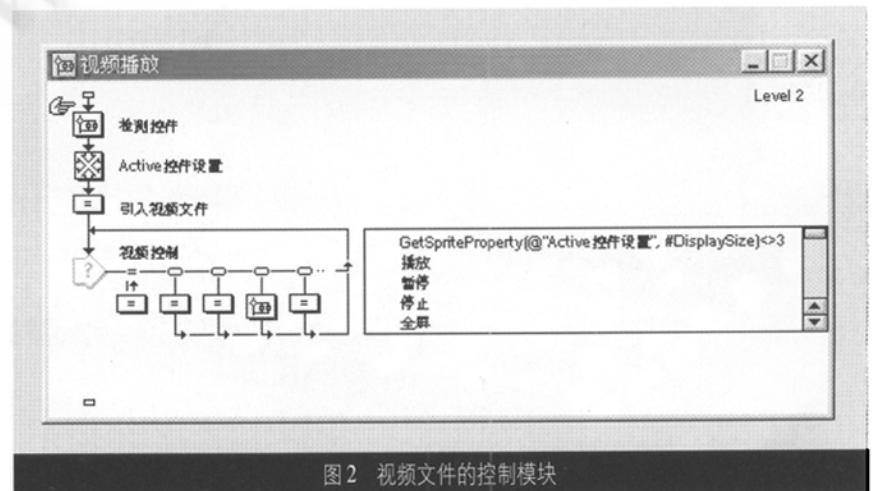 视频播放
Level 2
检测控件
Active控件设置
引入视频文件
视频控制
GetSpriteProperty(@"Active控件设置", #DisplaySize)<>3
播放
暂停
停止
全屏
图2 视频文件的控制模块